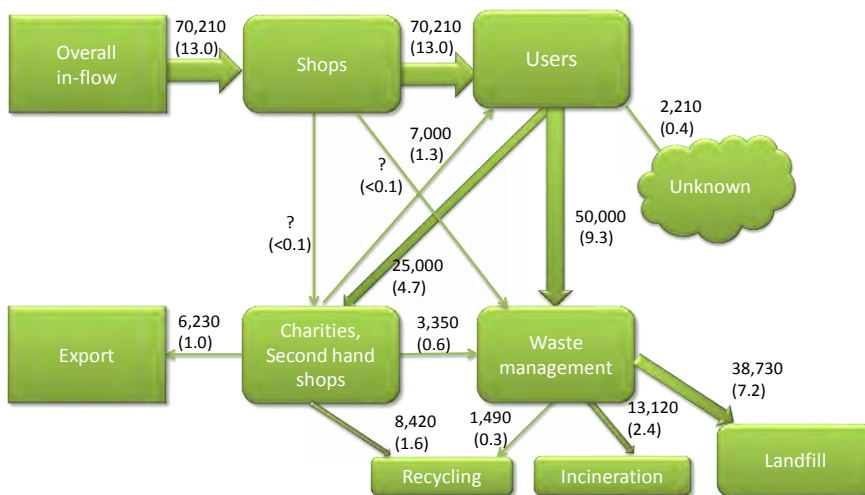 70,210
(13.0)
70,210
(13.0)
Overall
in-flow
Shops
Users
7,000
(1.3)
2,210
(0.4)
?
(<0.1)
Unknown
?
(<0.1)
50,000
(9.3)
25,000
(4.7)
6,230
(1.0)
Export
Charities,
Second hand
shops
3,350
(0.6)
Waste
management
38,730
(7.2)
8,420
(1.6)
1,490
(0.3)
13,120
(2.4)
Recycling
Incineration
Landfill